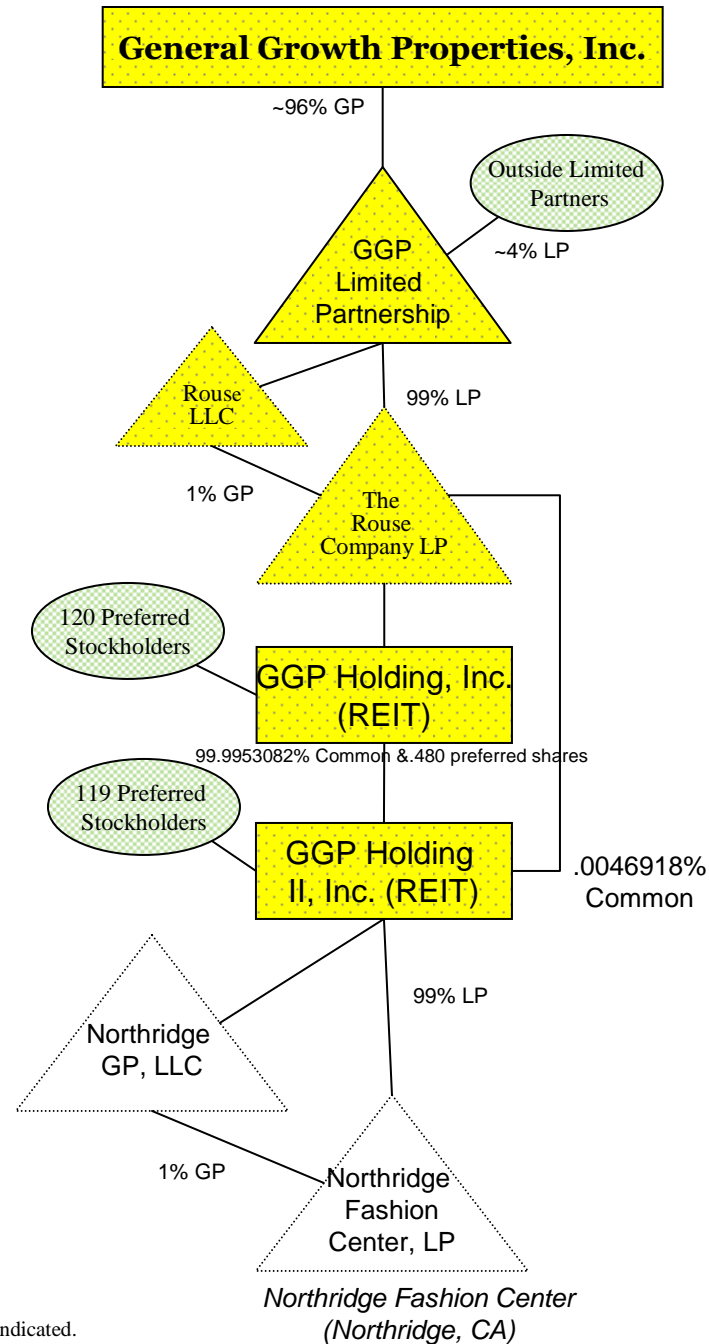 General Growth Properties, Inc.
~96% GP
Outside Limited
Partners
~4% LP
GGP
Limited
Partnership
Rouse
LLC
99% LP
1% GP
The
Rouse
Company LP
120 Preferred
Stockholders
GGP Holding, Inc.
(REIT)
99.9953082% Common &.480 preferred shares
119 Preferred
Stockholders
GGP Holding
II, Inc. (REIT)
.0046918%
Common
99% LP
Northridge
GP, LLC
1% GP
Northridge
Fashion
Center, LP
Northridge Fashion Center
(Northridge, CA)
ndicated.